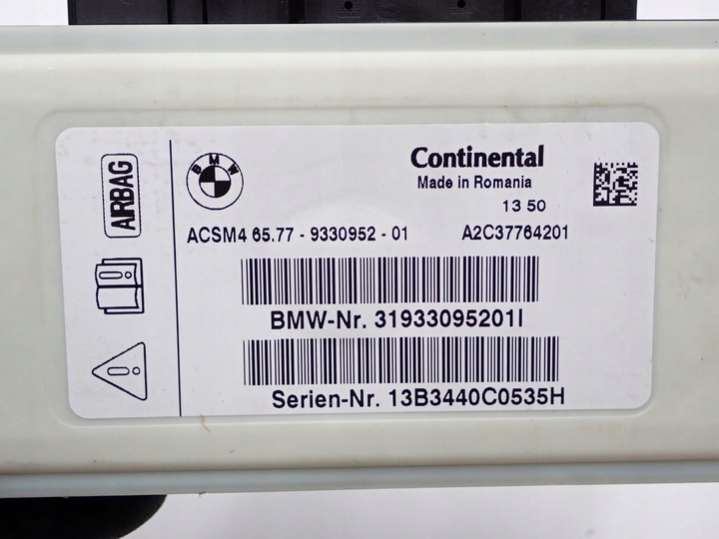 AIRBAG
BMW
Continental
Made in Romania
13 50
ACSM4 65.77 - 9330952 - 01 A2C37764201
BMW-Nr. 31933095201I
Serien-Nr. 13B3440C0535H